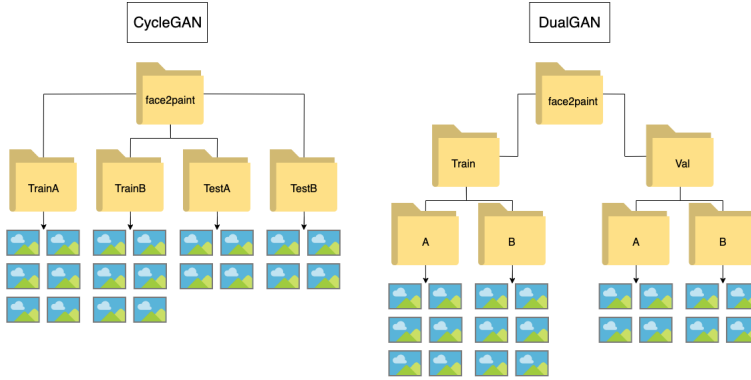 CycleGAN
face2paint
TrainA
TrainB
TestA
TestB
DualGAN
face2paint
Train
Val
A
B
A
B